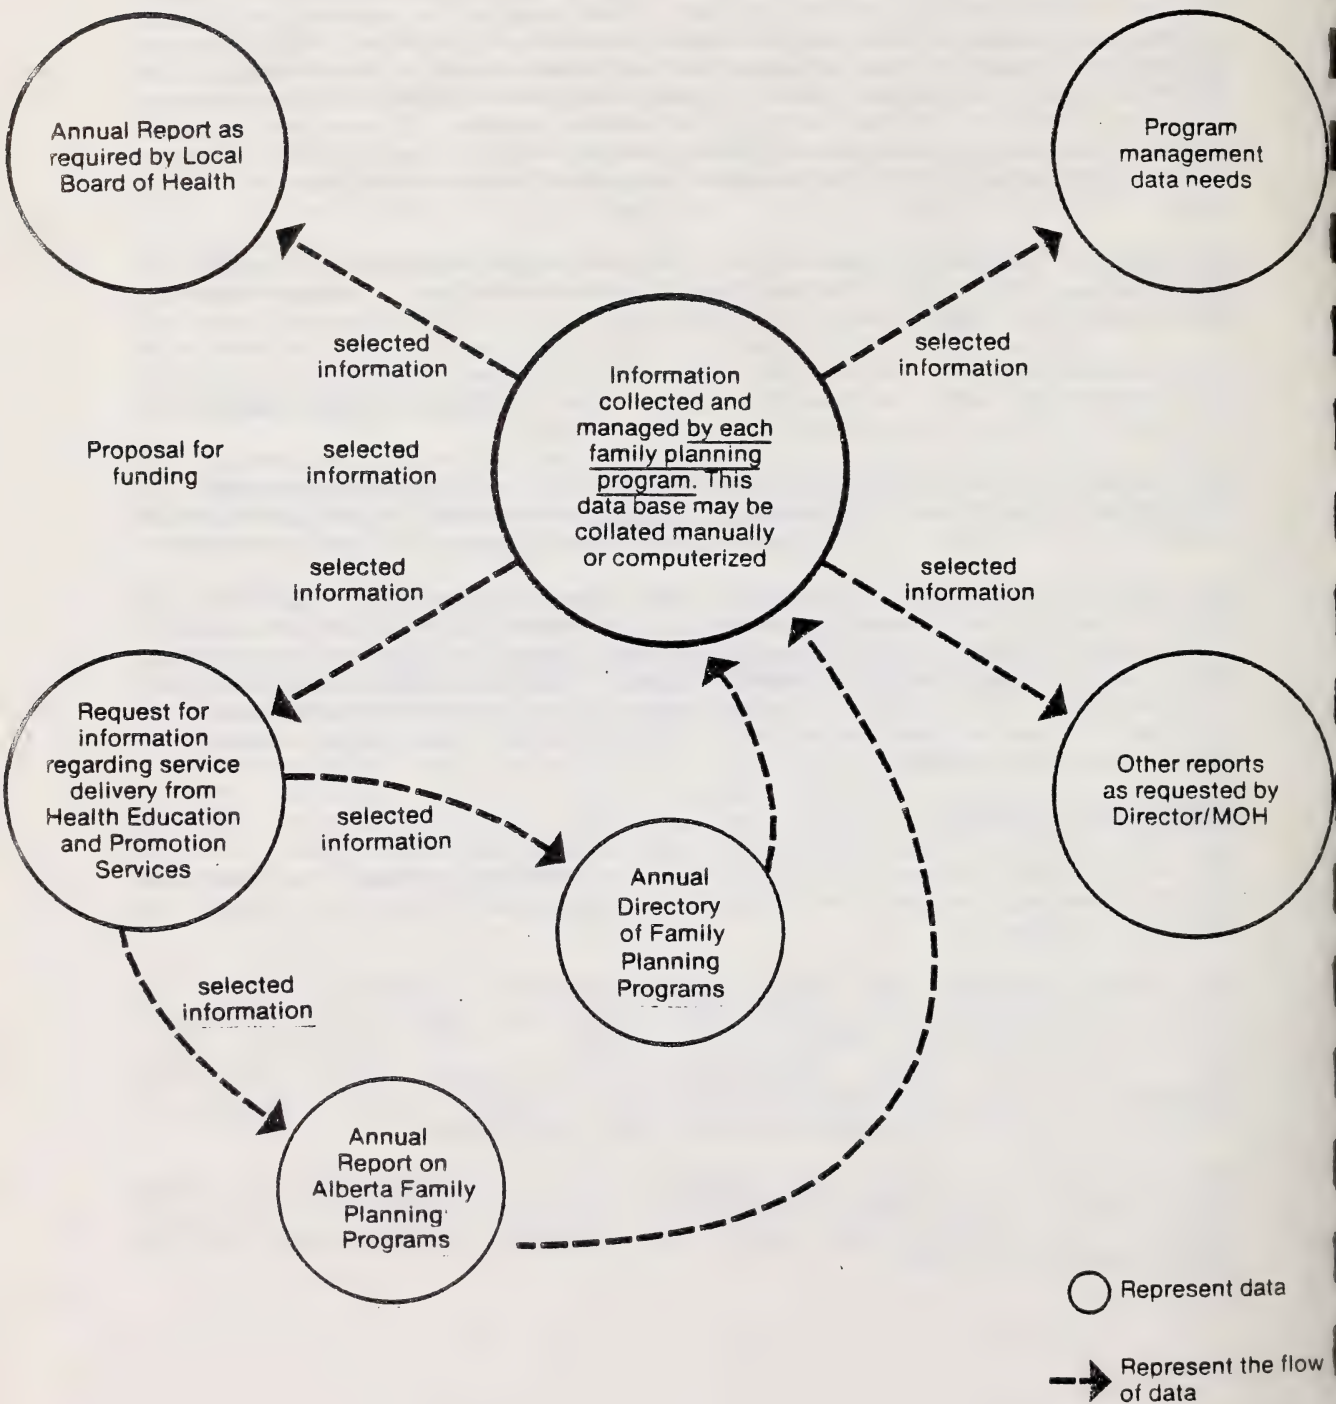 Annual Report as
required by Local
Board of Health
Program
management
data needs
selected
information
selected
information
Information
collected and
managed by each
family planning
program. This
data base may be
collated manually
or computerized
Proposal for
funding
selected
information
selected
information
selected
information
Request for
information
regarding service
delivery from
Health Education
and Promotion
Services
Other reports
as requested by
Director/MOH
selected
information
Annual
Directory
of Family
Planning
Programs
selected
information
Annual
Report on
Alberta Family
Planning
Programs
Represent data
Represent the flow
of data